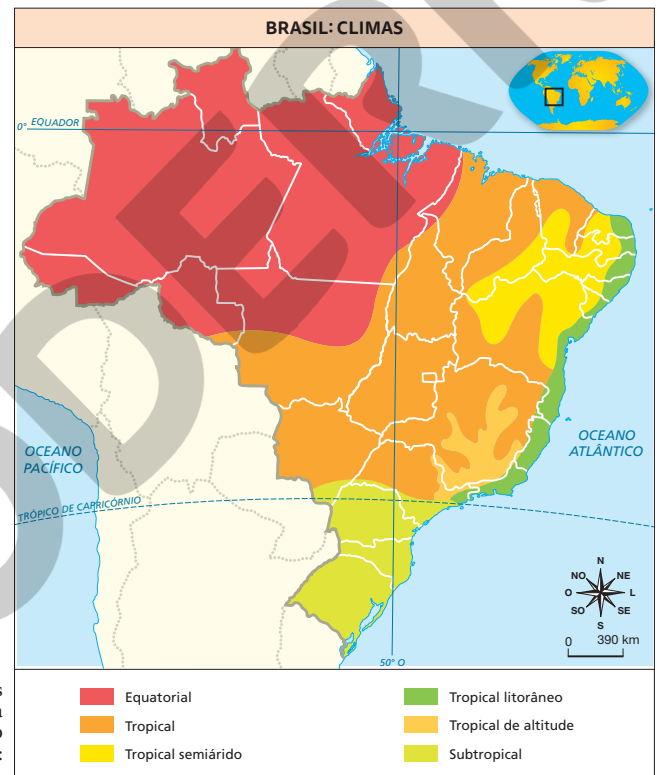 BRASIL: CLIMAS
0° EQUADOR
OCEANO
PACÍFICO
OCEANO
ATLÂNTICO
TRÓPICO DE CAPRICÓRNIO
N
NO NE
O L
SO SE
S
0 390 km
50° O
Equatorial
Tropical
Tropical semiárido
Tropical litorâneo
Tropical de altitude
Subtropical
s
o
: